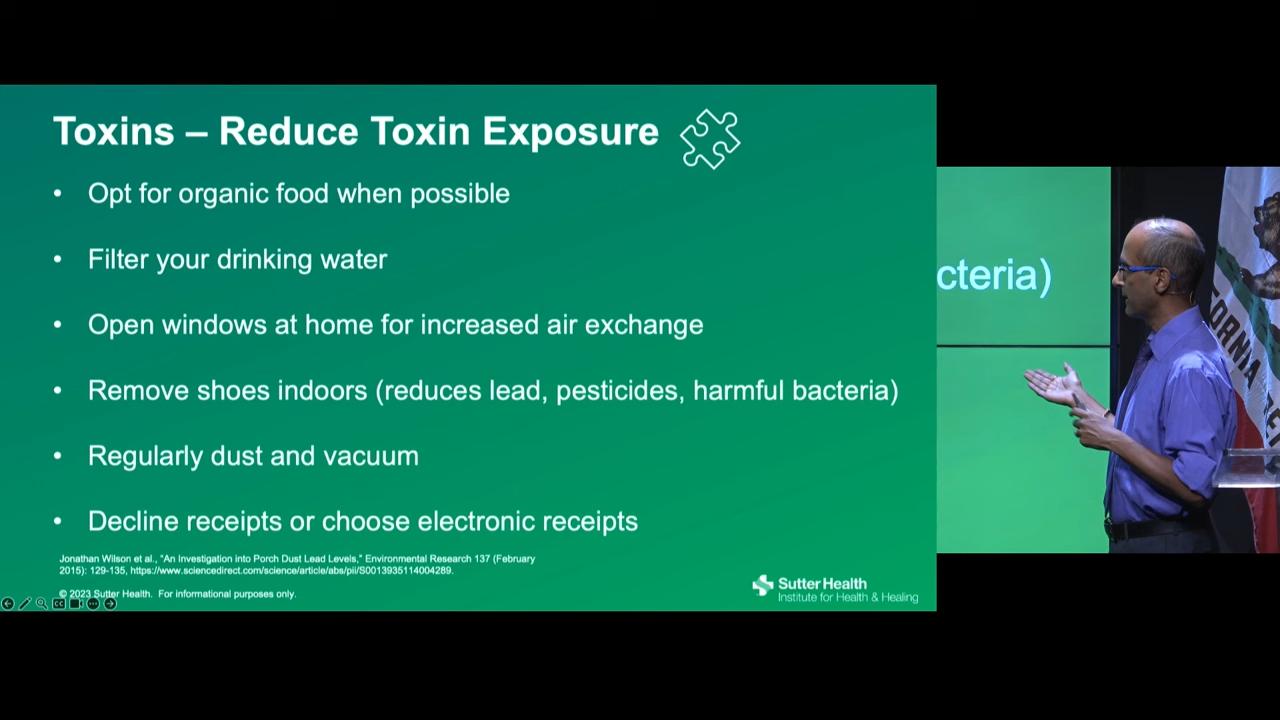 Toxins – Reduce Toxin Exposure
• Opt for organic food when possible
• Filter your drinking water
• Open windows at home for increased air exchange
• Remove shoes indoors (reduces lead, pesticides, harmful bacteria)
• Regularly dust and vacuum
• Decline receipts or choose electronic receipts
Jonathan Wilson et al., "An Investigation into Porch Dust Lead Levels," Environmental Research 137 (February
2015): 129-135, https://www.sciencedirect.com/science/article/abs/pii/S0013935114004289.
© 2023 Sutter Health. For informational purposes only.
CC
Sutter Health
Institute for Health & Healing
cteria)
FORNIA